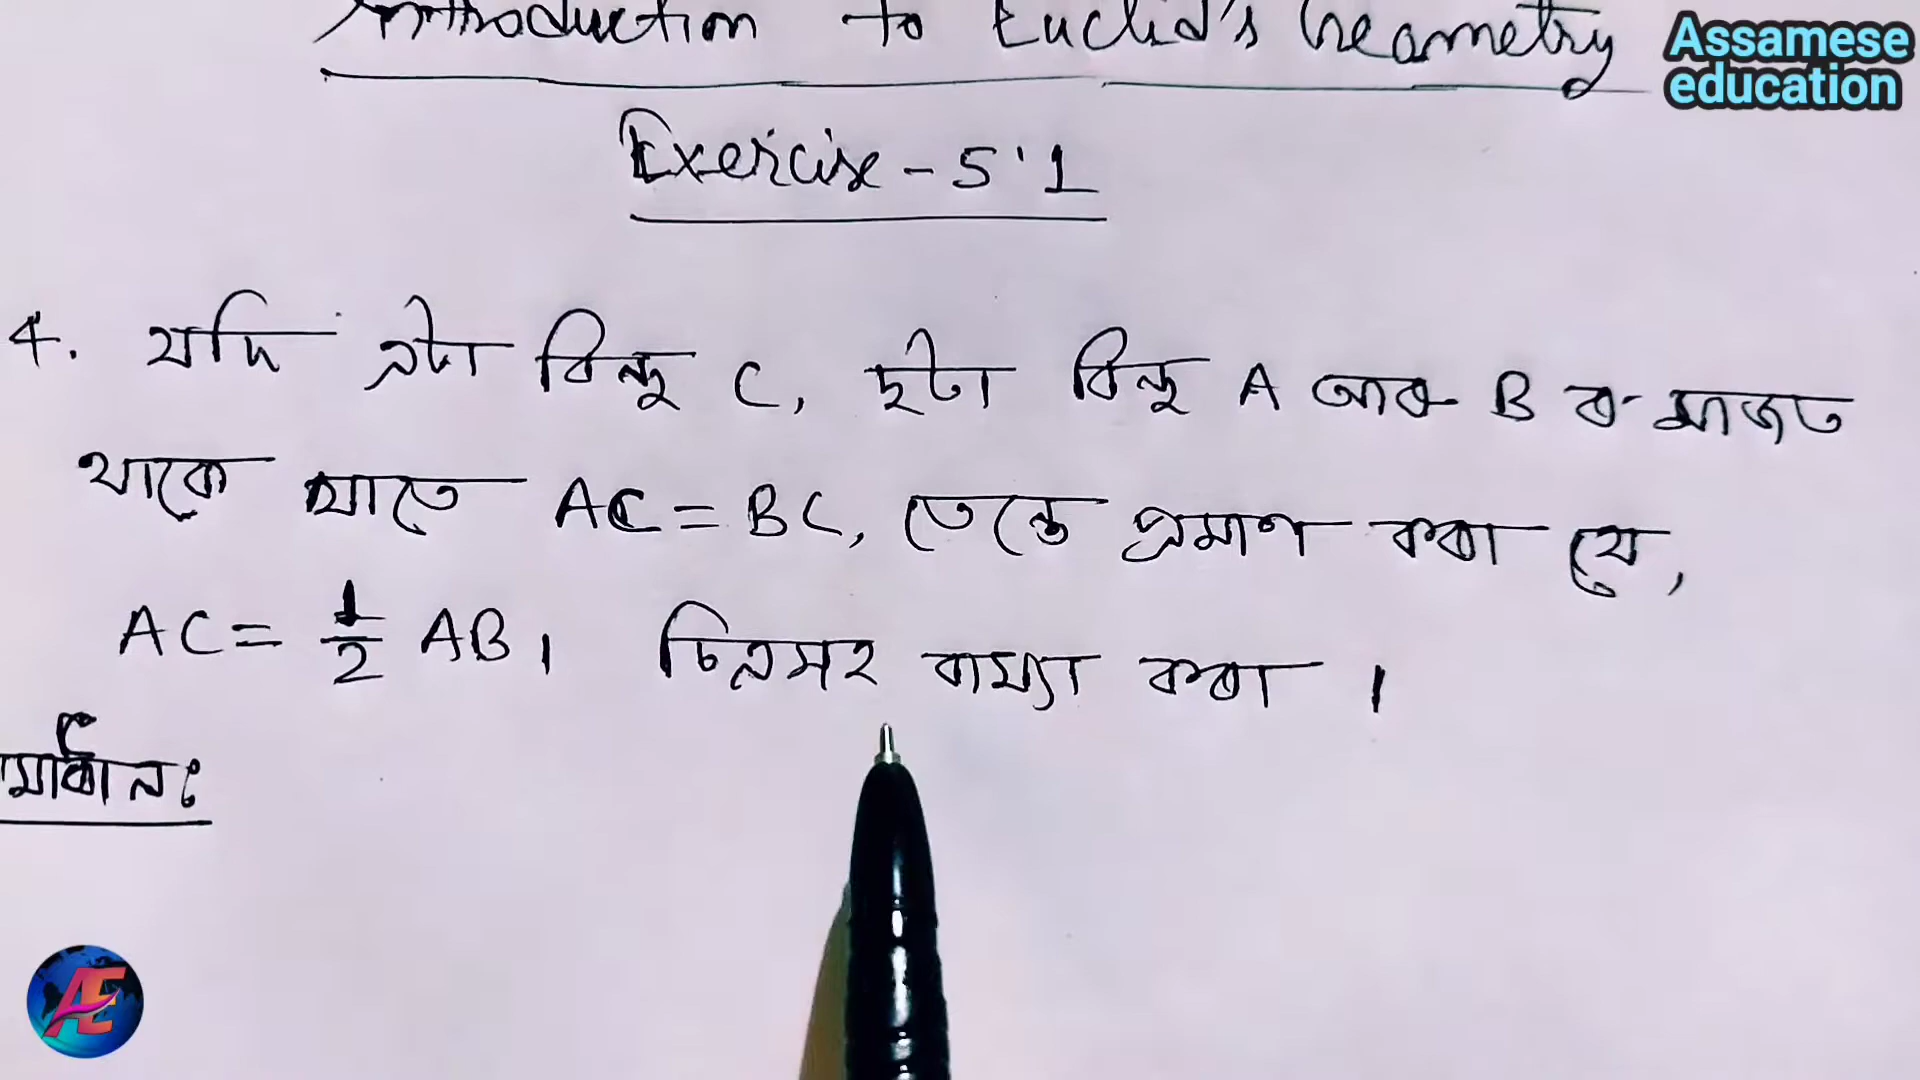 Introduction to Euclid's Geometry
Assamese
education
Exercise - 5.1
4. যদি এটা বিন্দু C, দুটা বিন্দু A আৰু B ৰ মাজত
থাকে যাতে AC = BC, তেন্তে প্ৰমাণ কৰা যে,
AC = 1/2 AB। চিত্ৰসহ ব্যাখ্যা কৰা ।
সমাধানঃ
AE